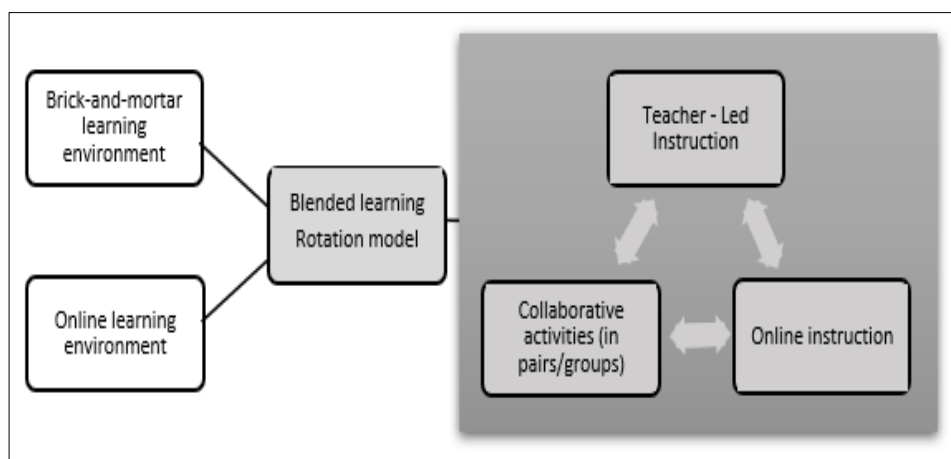 Brick-and-mortar
learning
environment
Online learning
environment
Blended learning
Rotation model
Teacher - Led
Instruction
Collaborative
activities (in
pairs/groups)
Online instruction